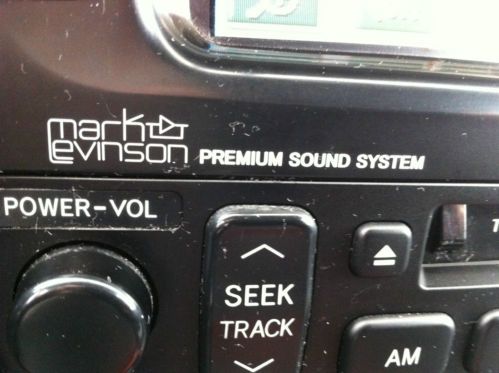 mark
Levinson PREMIUM SOUND SYSTEM
POWER-VOL
SEEK
TRACK
AM